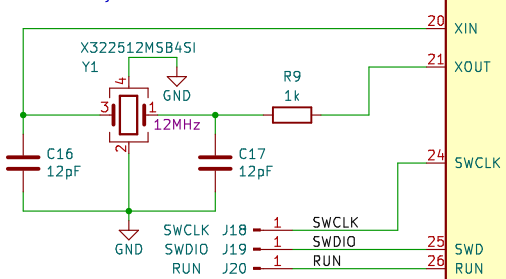 20 XIN
X322512MSB4SI
Y1
4
GND
21 XOUT
R9
1k
3
1
12MHz
2
C16
12pF
C17
12pF
24 SWCLK
GND
SWCLK J18 1 SWCLK
SWDIO J19 1 SWDIO 25 SWD
RUN J20 1 RUN 26 RUN